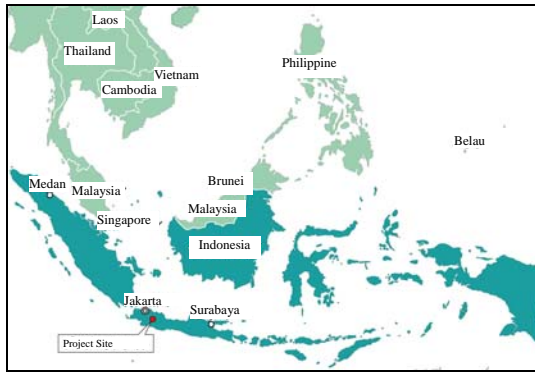 Laos
Thailand
Vietnam
Cambodia
Philippine
Belau
Medan
Malaysia
Brunei
Malaysia
Singapore
Indonesia
Jakarta
Surabaya
Project Site